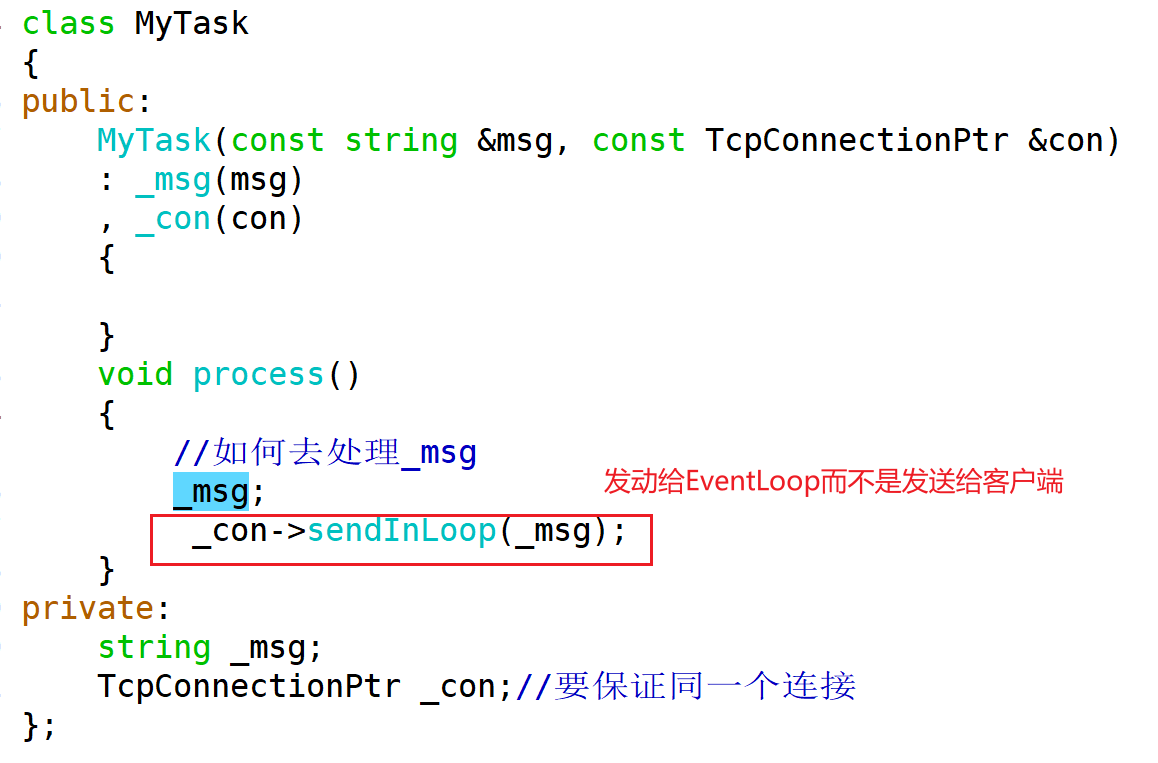 class MyTask
{
public:
    MyTask(const string &msg, const TcpConnectionPtr &con)
    : _msg(msg)
    , _con(con)
    {

    }
    void process()
    {
        //如何去处理_msg
        _msg;
发动给EventLoop而不是发送给客户端
        _con->sendInLoop(_msg);
    }
private:
    string _msg;
    TcpConnectionPtr _con;//要保证同一个连接
};